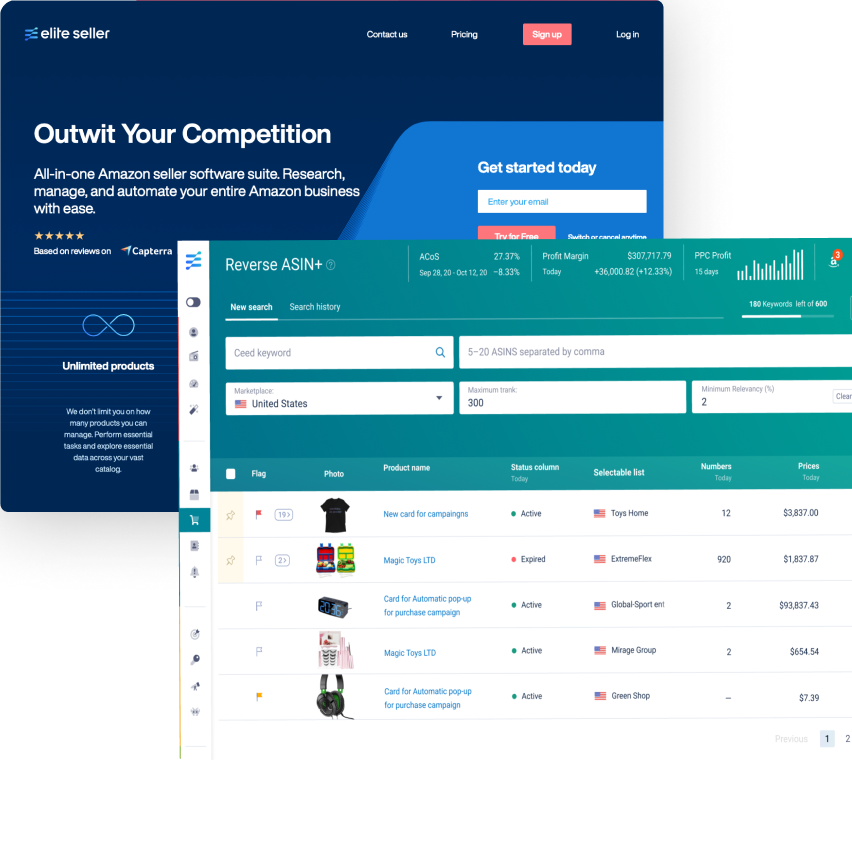 elite seller
Contact us
Pricing
Sign up
Log in
Outwit Your Competition
All-in-one Amazon seller software suite. Research,
manage, and automate your entire Amazon business
with ease.
Based on reviews on
Capterra
Get started today
Enter your email
Try for Free
Switch or cancel anytime
Unlimited products
We don't limit you on how
many products you can
manage. Perform essential
tasks and explore essential
data across your vast
catalog.
Reverse ASIN+
?
ACoS 27.37%
Sep 28, 20 - Oct 12, 20 −8.33%
Profit Margin $307,717.79
Today +36,000.82 (+12.33%)
PPC Profit
15 days
a
3
New search
Search history
180 Keywords left of 600
Ceed keyword
5–20 ASINS separated by comma
Marketplace:
United States
Maximum trank:
300
Minimum Relevancy (%)
2
Clear
Flag
Photo
Product name
Status column
Today
Selectable list
Numbers
Today
Prices
Today
19>
New card for campaingns
Active
Toys Home
12
$3,837.00
2>
Magic Toys LTD
Expired
ExtremeFlex
920
$1,837.87
20:36
Card for Automatic pop-up
for purchase campaign
Active
Global-Sport ent
2
$93,837.43
Magic Toys LTD
Active
Mirage Group
2
$654.54
Card for Automatic pop-up
for purchase campaign
Active
Green Shop
–
$7.39
Previous
1
2